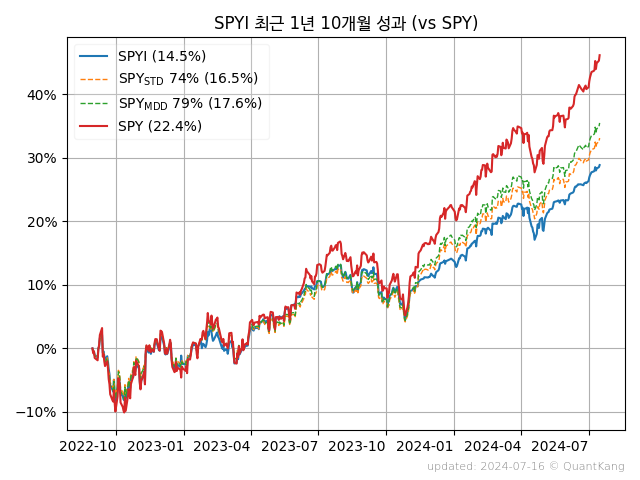 SPYI 최근 1년 10개월 성과 (vs SPY)
SPYI (14.5%)
SPY_STD 74% (16.5%)
SPY_MDD 79% (17.6%)
SPY (22.4%)
40%
30%
20%
10%
0%
−10%
2022-10 2023-01 2023-04 2023-07 2023-10 2024-01 2024-04 2024-07
updated: 2024-07-16 © QuantKang